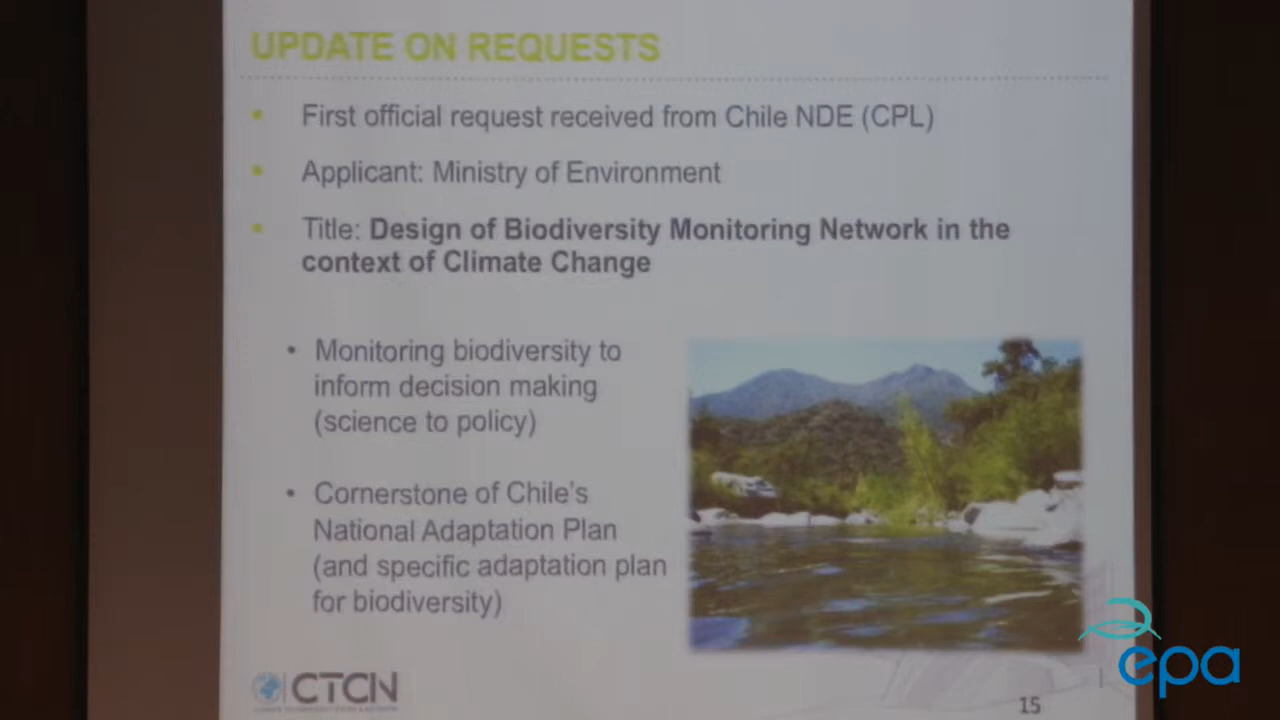 UPDATE ON REQUESTS
First official request received from Chile NDE (CPL)
Applicant: Ministry of Environment
Title: Design of Biodiversity Monitoring Network in the
context of Climate Change
• Monitoring biodiversity to
inform decision making
(science to policy)
• Cornerstone of Chile's
National Adaptation Plan
(and specific adaptation plan
for biodiversity)
CTCN
15
epa